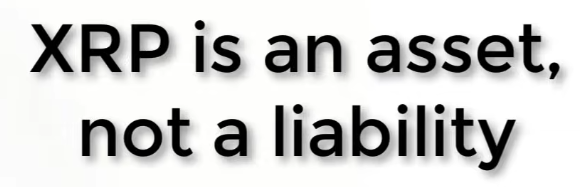 XRP is an asset,
not a liability